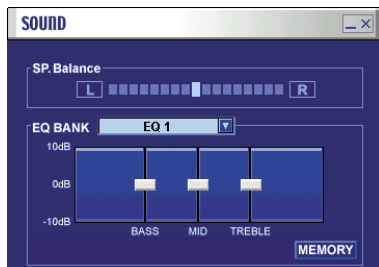 SOUND
SP. Balance
L R
EQ BANK EQ 1
10dB
0dB
-10dB
BASS MID TREBLE
MEMORY